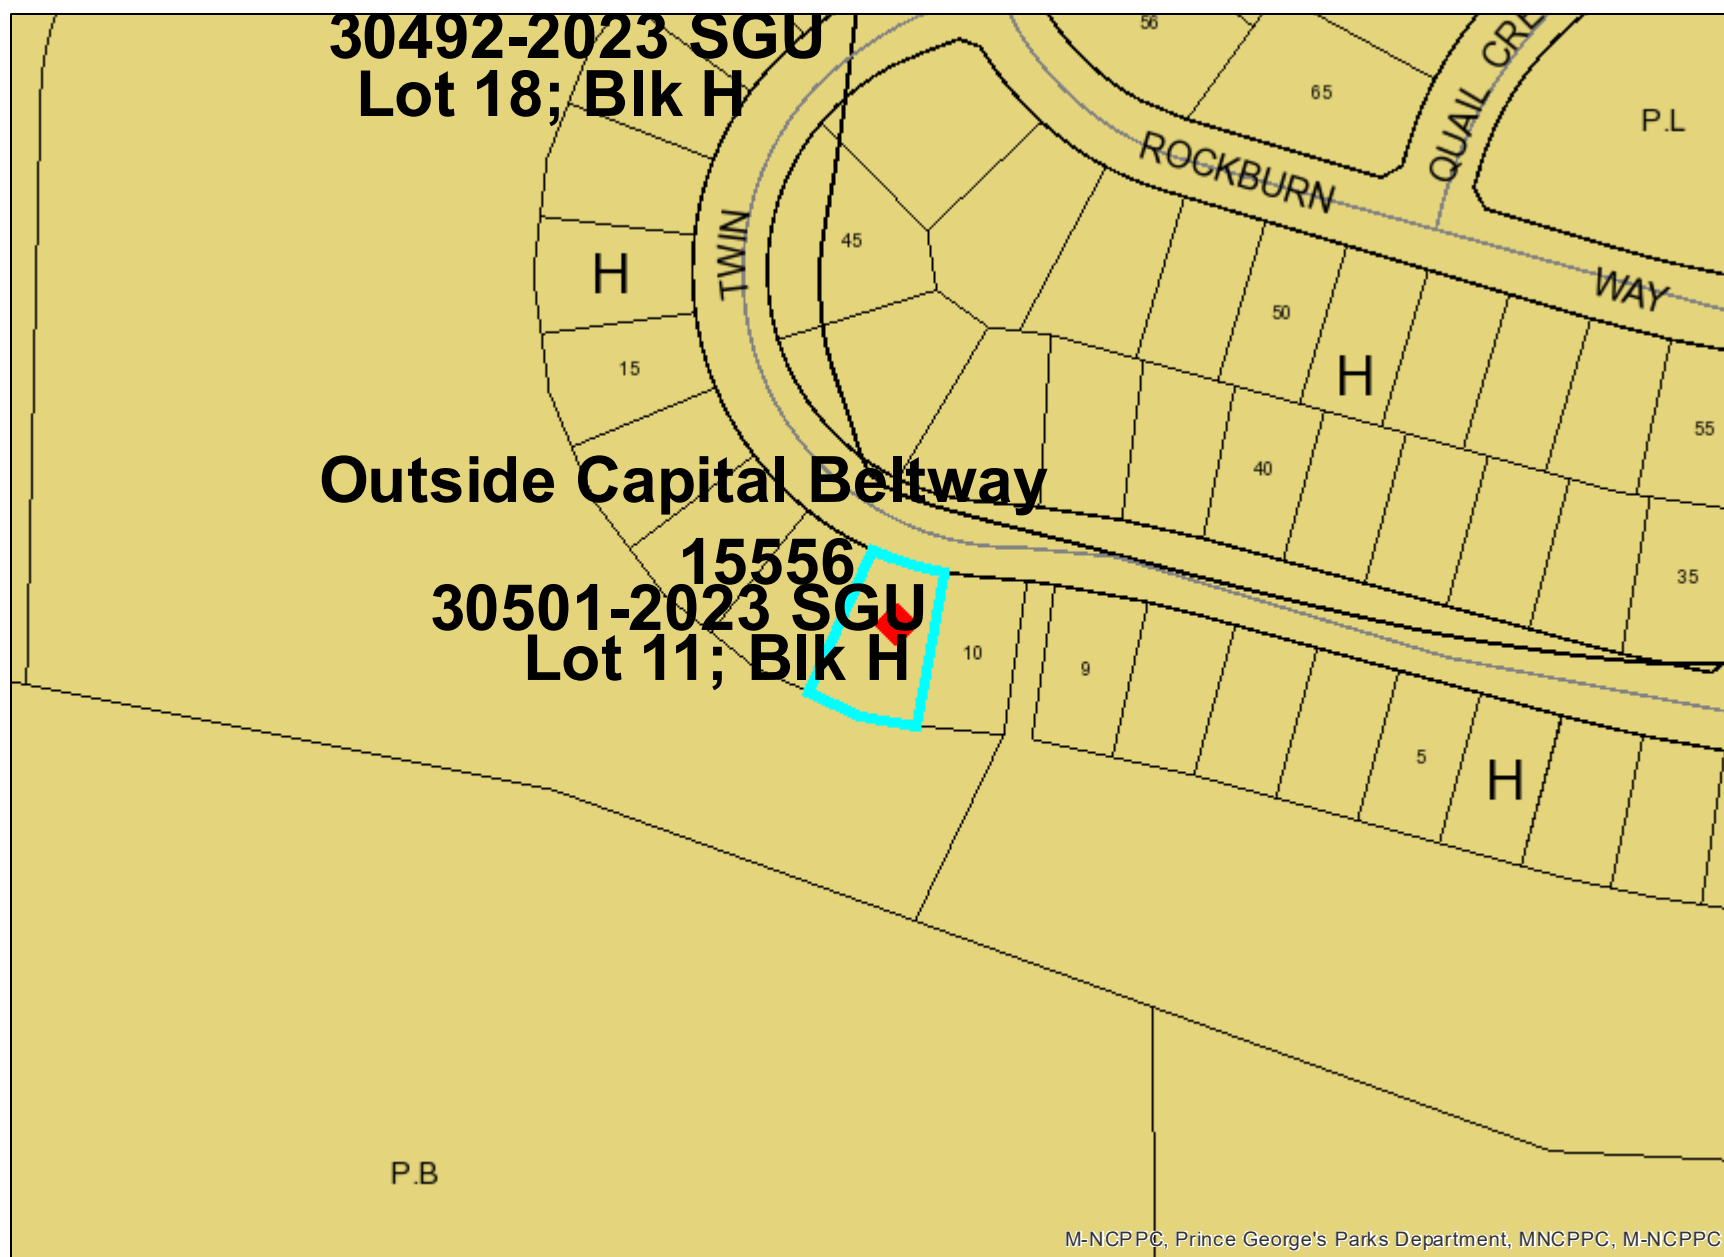 30492-2023 SGU
Lot 18; Blk H
56
65
QUAIL CRE
P.L
ROCKBURN
WAY
TWIN
45
H
15
50
H
55
40
35
Outside Capital Beltway
15556
30501-2023 SGU
Lot 11; Blk H
10
9
5
H
P.B
M-NCPPC, Prince George's Parks Department, MNCPPC, M-NCPPC